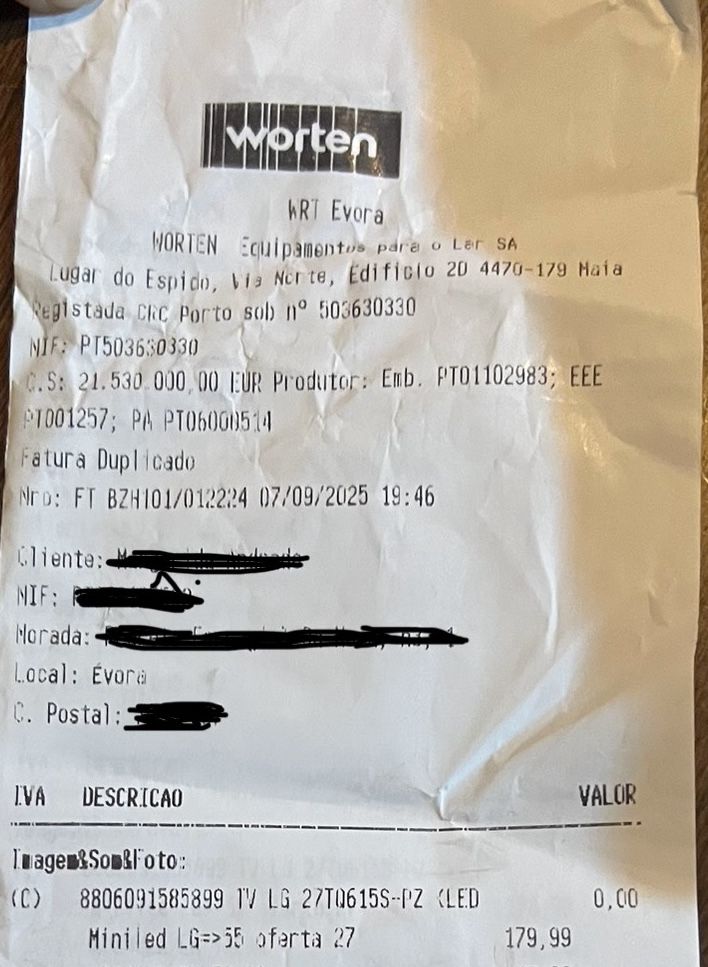 worten
WRT Evora
WORTEN Equipamentos para o Lar SA
Lugar do Espido, Via Norte, Edificio 2D 4470-179 Maia
Registada CRC Porto sob nº 503630330
NIF: PT503630330
C.S: 21.530.000,00 EUR Produtor: Emb. PT01102983; EEE
PT001257; PA PT06000514
Fatura Duplicado
Nro: FT BZH101/012224 07/09/2025 19:46
Cliente:
NIF:
Morada:
Local: Évora
C. Postal:
IVA DESCRICAO VALOR
Imagem&Som&Foto:
(C) 8806091585899 TV LG 27TQ615S-PZ (LED 0,00
Miniled LG=>55 oferta 27 179,99